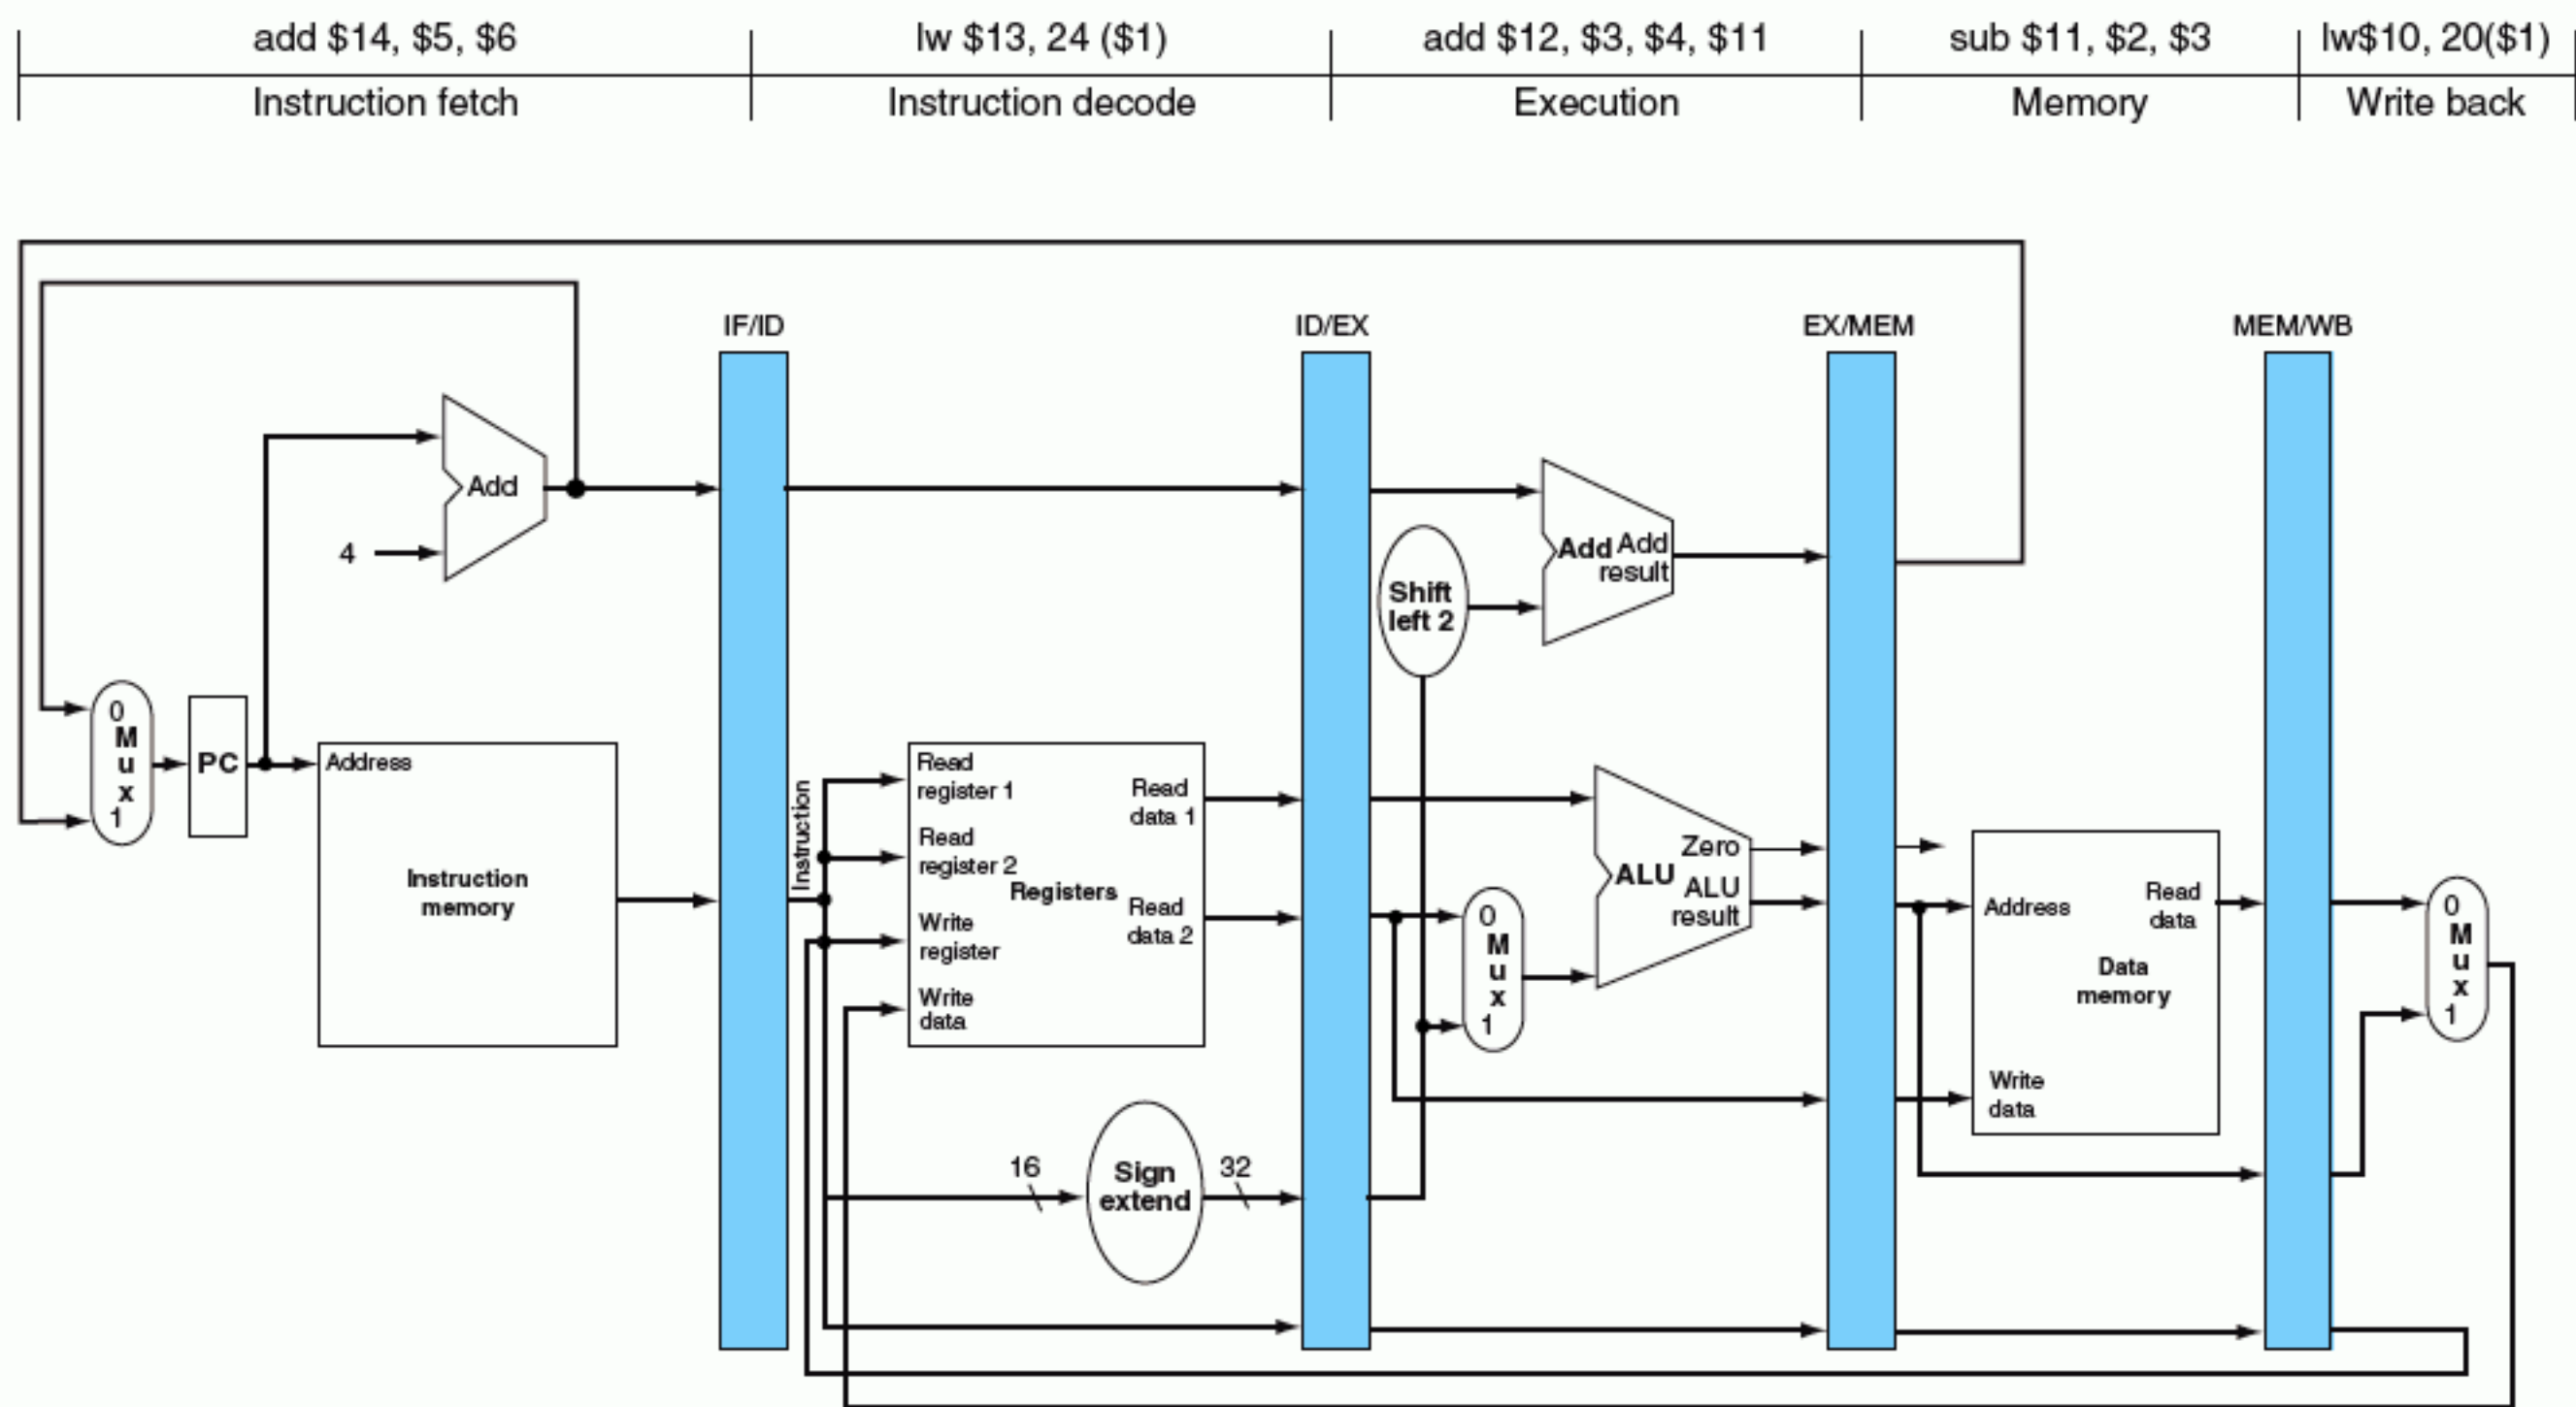 add $14, $5, $6
lw $13, 24 ($1)
add $12, $3, $4, $11
sub $11, $2, $3
lw$10, 20($1)
Instruction fetch
Instruction decode
Execution
Memory
Write back
IF/ID
ID/EX
EX/MEM
MEM/WB
Add
4
Add
Add
result
Shift
left 2
0
M
u
x
1
PC
Address
Instruction
memory
Instruction
Read
register 1
Read
register 2
Write
register
Write
data
Registers
Read
data 1
Read
data 2
16
Sign
extend
32
0
M
u
x
1
ALU
Zero
ALU
result
Address
Read
data
Data
memory
Write
data
0
M
u
x
1